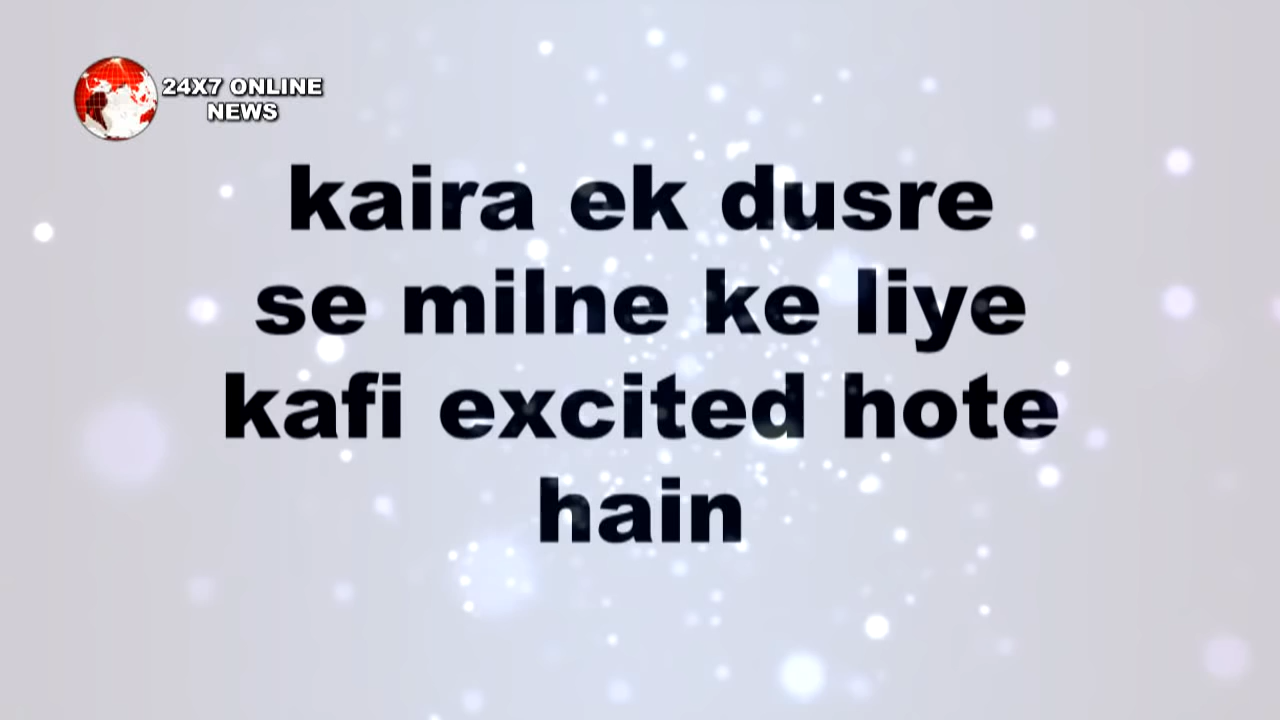 24X7 ONLINE
NEWS
kaira ek dusre
se milne ke liye
kafi excited hote
hain